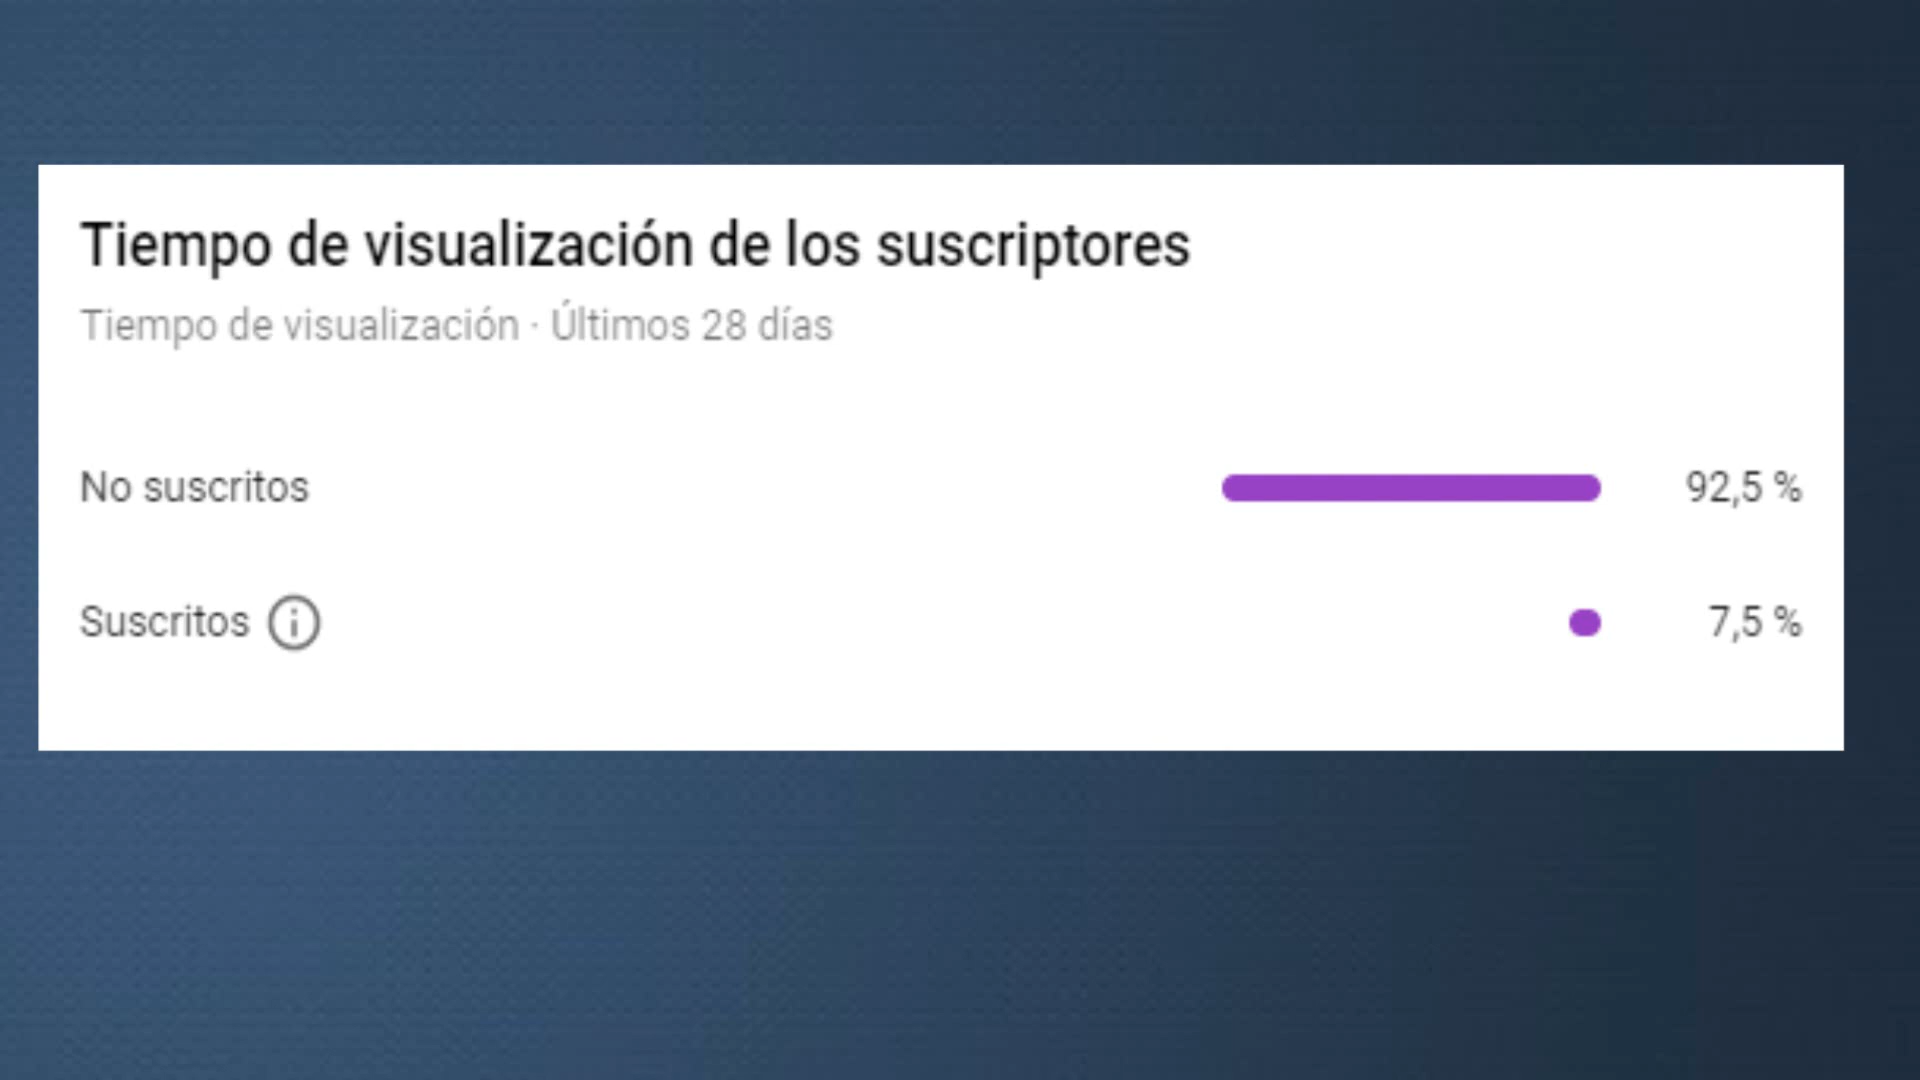 Tiempo de visualización de los suscriptores
Tiempo de visualización · Últimos 28 días
No suscritos 92,5 %
Suscritos 7,5 %